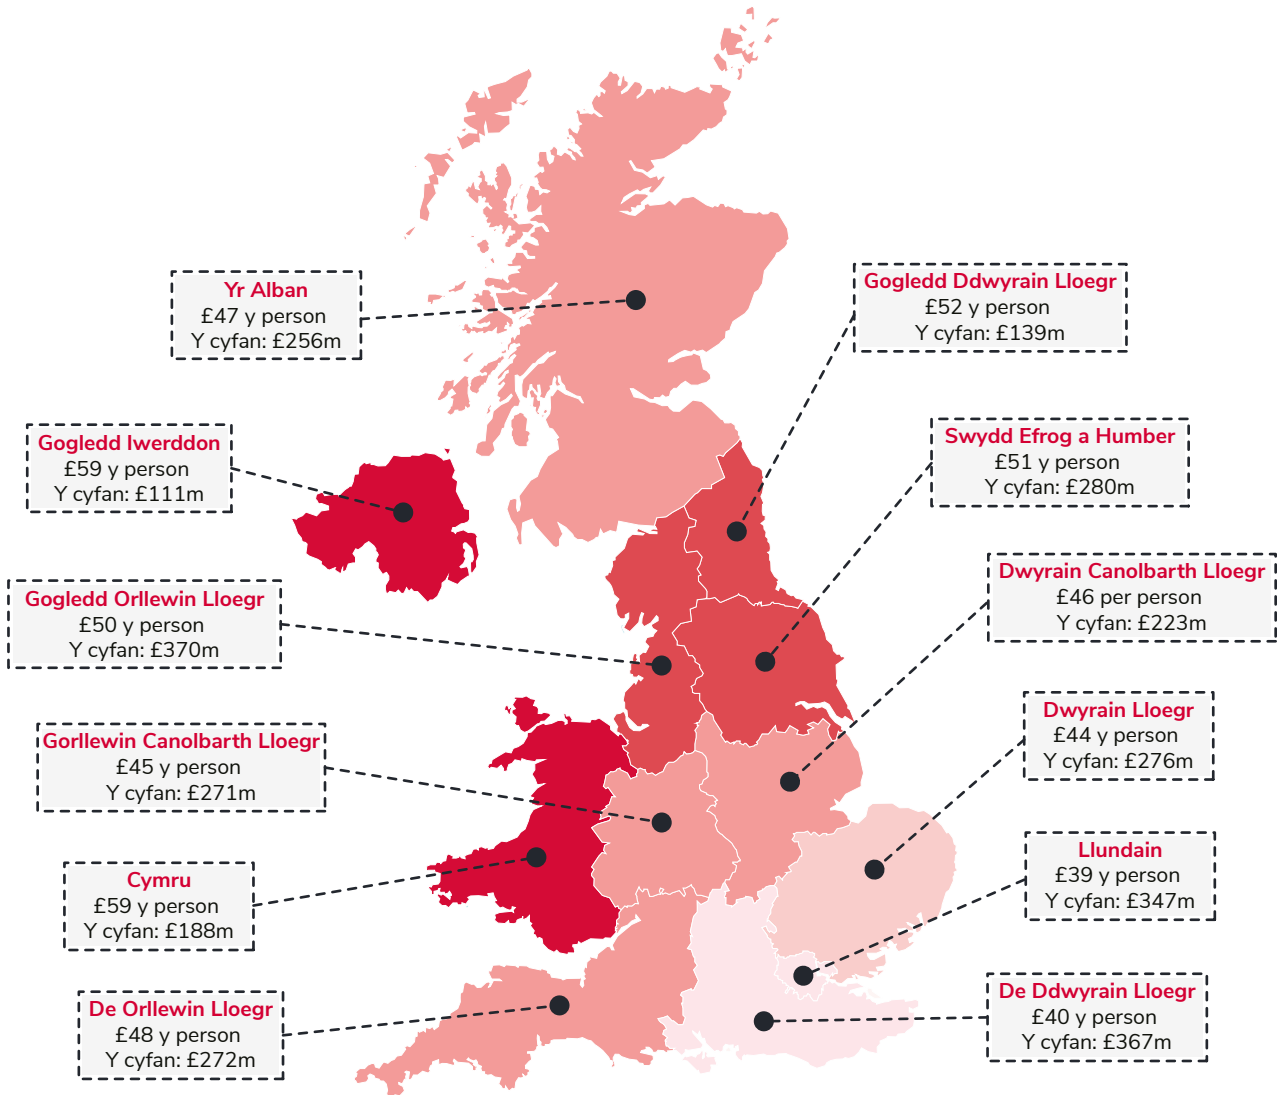 Yr Alban
£47 y person
Y cyfan: £256m
Gogledd Ddwyrain Lloegr
£52 y person
Y cyfan: £139m
Gogledd Iwerddon
£59 y person
Y cyfan: £111m
Swydd Efrog a Humber
£51 y person
Y cyfan: £280m
Gogledd Orllewin Lloegr
£50 y person
Y cyfan: £370m
Dwyrain Canolbarth Lloegr
£46 per person
Y cyfan: £223m
Gorllewin Canolbarth Lloegr
£45 y person
Y cyfan: £271m
Dwyrain Lloegr
£44 y person
Y cyfan: £276m
Cymru
£59 y person
Y cyfan: £188m
Llundain
£39 y person
Y cyfan: £347m
De Orllewin Lloegr
£48 y person
Y cyfan: £272m
De Ddwyrain Lloegr
£40 y person
Y cyfan: £367m